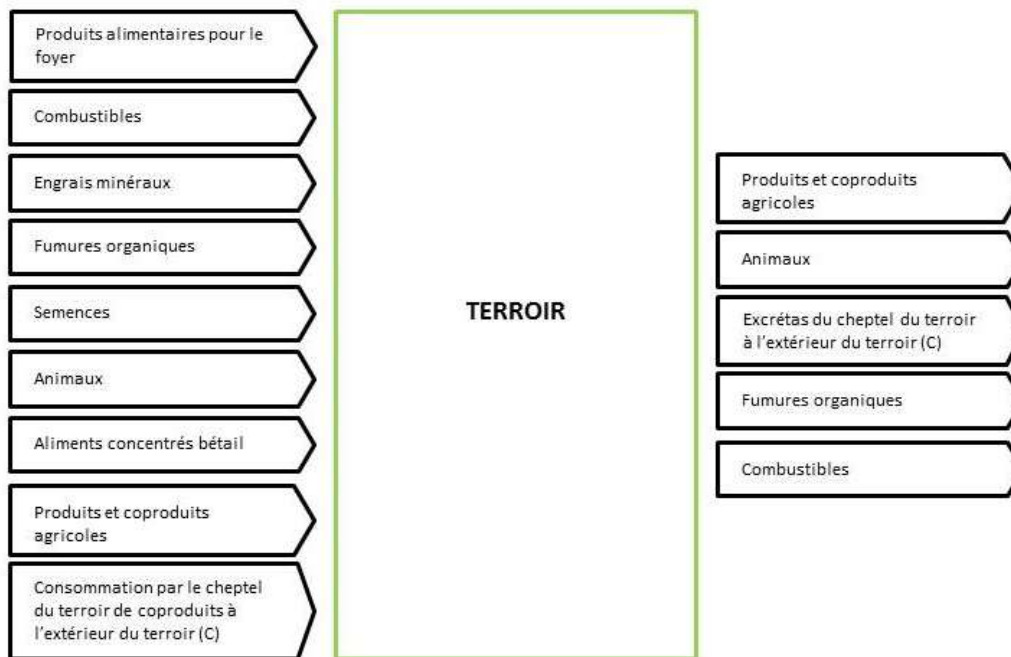 Produits alimentaires pour le
foyer
Combustibles
Engrais minéraux
Fumures organiques
Semences
Animaux
Aliments concentrés bétail
Produits et coproduits
agricoles
Consommation par le cheptel
du terroir de coproduits à
l'extérieur du terroir (C)
TERROIR
Produits et coproduits
agricoles
Animaux
Excrétas du cheptel du terroir
à l'extérieur du terroir (C)
Fumures organiques
Combustibles